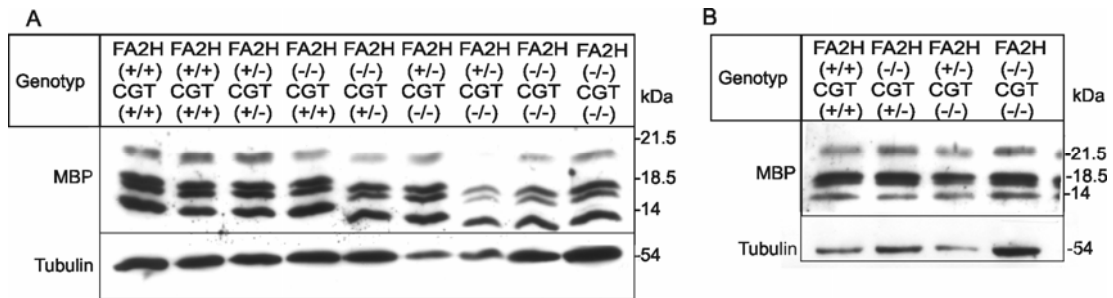 A
Genotyp
FA2H FA2H FA2H FA2H FA2H FA2H FA2H FA2H FA2H
(+/+) (+/+) (+/-) (-/-) (-/-) (+/-) (+/-) (-/-) (-/-)
CGT CGT CGT CGT CGT CGT CGT CGT CGT
(+/+) (+/+) (+/-) (+/+) (+/-) (-/-) (-/-) (-/-) (-/-)
kDa
MBP
-21.5
-18.5
-14
Tubulin
-54
B
Genotyp
FA2H FA2H FA2H FA2H
(+/+) (-/-) (+/-) (-/-)
CGT CGT CGT CGT
(+/+) (+/-) (-/-) (-/-)
kDa
MBP
-21.5
-18.5
-14
Tubulin
-54